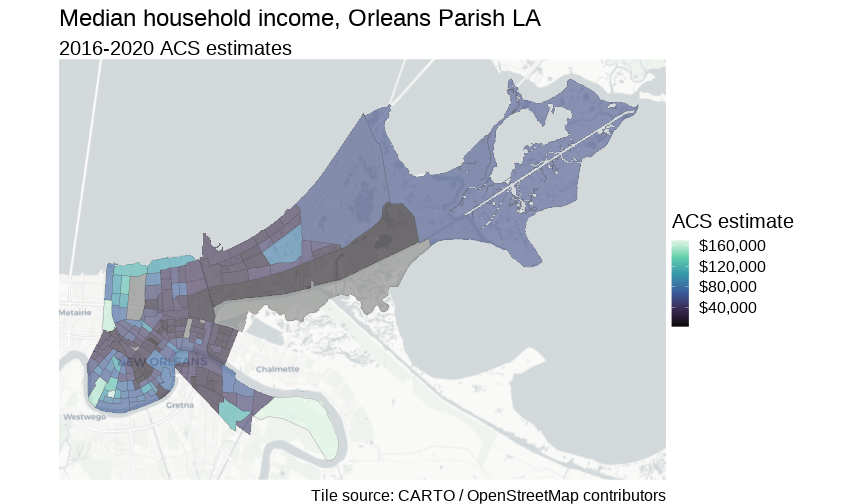 Median household income, Orleans Parish LA
2016-2020 ACS estimates
ACS estimate
$160,000
$120,000
$80,000
$40,000
Metairie
NEW ORLEANS
Chalmette
Gretna
Westwego
Tile source: CARTO / OpenStreetMap contributors